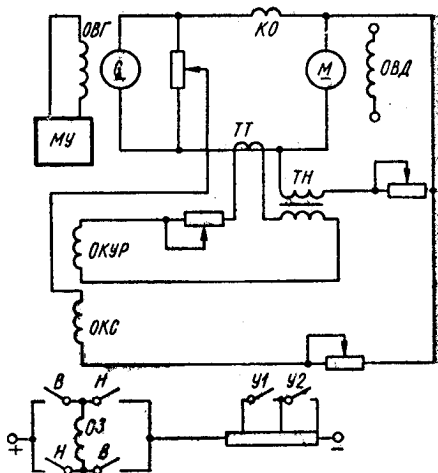 ОВГ
КО
G
М
ОВД
МУ
ТТ
ТН
ОКУР
ОКС
В
Н
У1
У2
ОЗ
+
Н
В
−